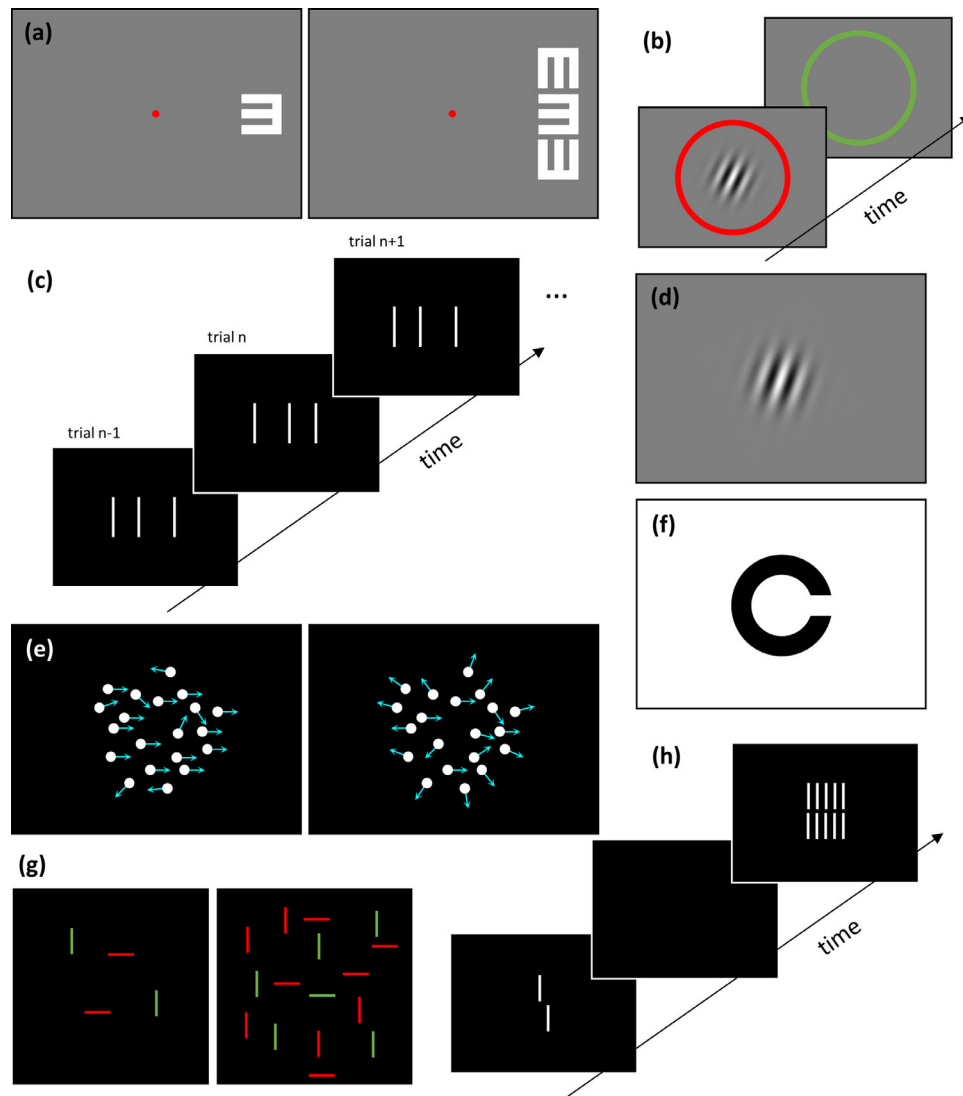 (a)
(b)
time
(c)
trial n-1
trial n
trial n+1
...
time
(d)
(e)
(f)
(g)
(h)
time